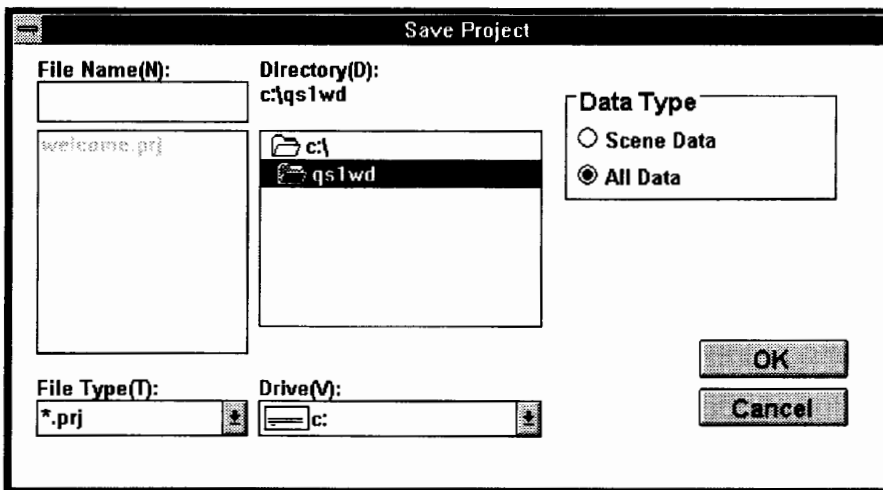 Save Project
File Name(N):
Directory(D):
c:\qs1wd
welcome.prj
c:\
qs1wd
Data Type
Scene Data
All Data
OK
Cancel
File Type(T):
*.prj
Drive(V):
c: